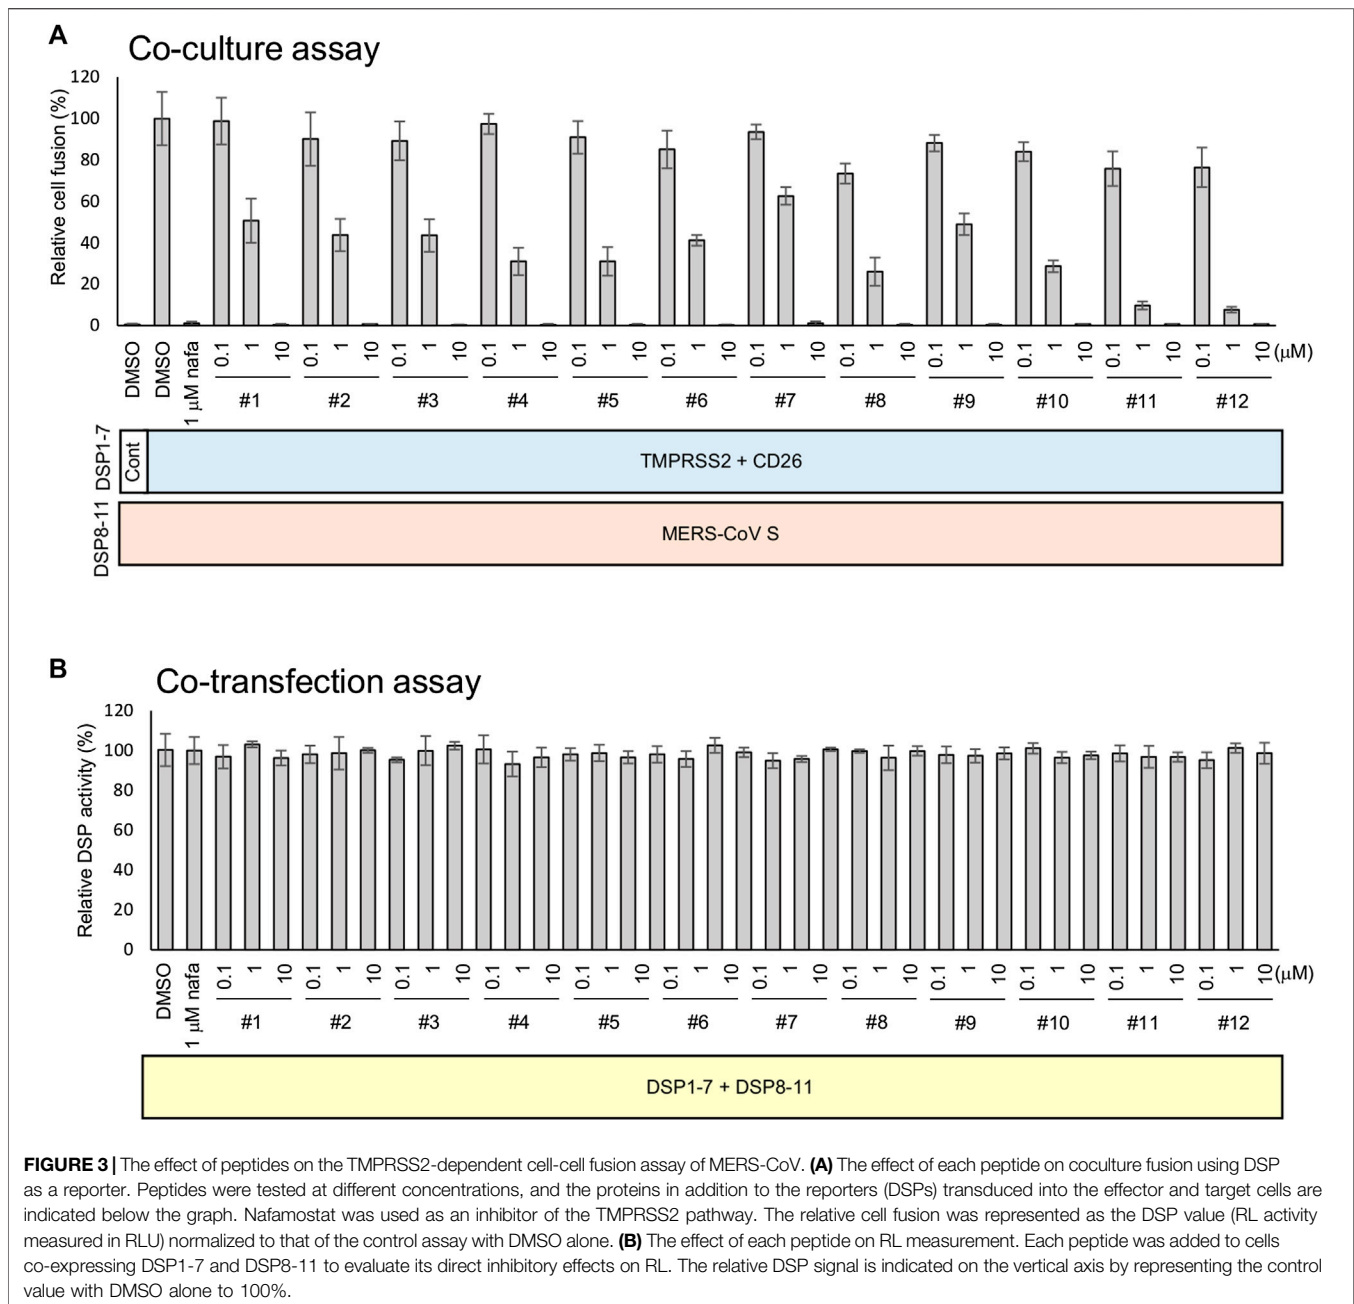 A
Co-culture assay
Relative cell fusion (%)
120
100
80
60
40
20
0
DMSO DMSO 1 μM nafa 0.1 1 10 0.1 1 10 0.1 1 10 0.1 1 10 0.1 1 10 0.1 1 10 0.1 1 10 0.1 1 10 0.1 1 10 0.1 1 10 0.1 1 10 0.1 1 10 (μM)
#1 #2 #3 #4 #5 #6 #7 #8 #9 #10 #11 #12
DSP1-7 Cont TMPRSS2 + CD26
DSP8-11 MERS-CoV S
B
Co-transfection assay
Relative DSP activity (%)
120
100
80
60
40
20
0
DMSO 1 μM nafa 0.1 1 10 0.1 1 10 0.1 1 10 0.1 1 10 0.1 1 10 0.1 1 10 0.1 1 10 0.1 1 10 0.1 1 10 0.1 1 10 0.1 1 10 0.1 1 10 (μM)
#1 #2 #3 #4 #5 #6 #7 #8 #9 #10 #11 #12
DSP1-7 + DSP8-11
FIGURE 3 | The effect of peptides on the TMPRSS2-dependent cell-cell fusion assay of MERS-CoV. (A) The effect of each peptide on coculture fusion using DSP
as a reporter. Peptides were tested at different concentrations, and the proteins in addition to the reporters (DSPs) transduced into the effector and target cells are
indicated below the graph. Nafamostat was used as an inhibitor of the TMPRSS2 pathway. The relative cell fusion was represented as the DSP value (RL activity
measured in RLU) normalized to that of the control assay with DMSO alone. (B) The effect of each peptide on RL measurement. Each peptide was added to cells
co-expressing DSP1-7 and DSP8-11 to evaluate its direct inhibitory effects on RL. The relative DSP signal is indicated on the vertical axis by representing the control
value with DMSO alone to 100%.